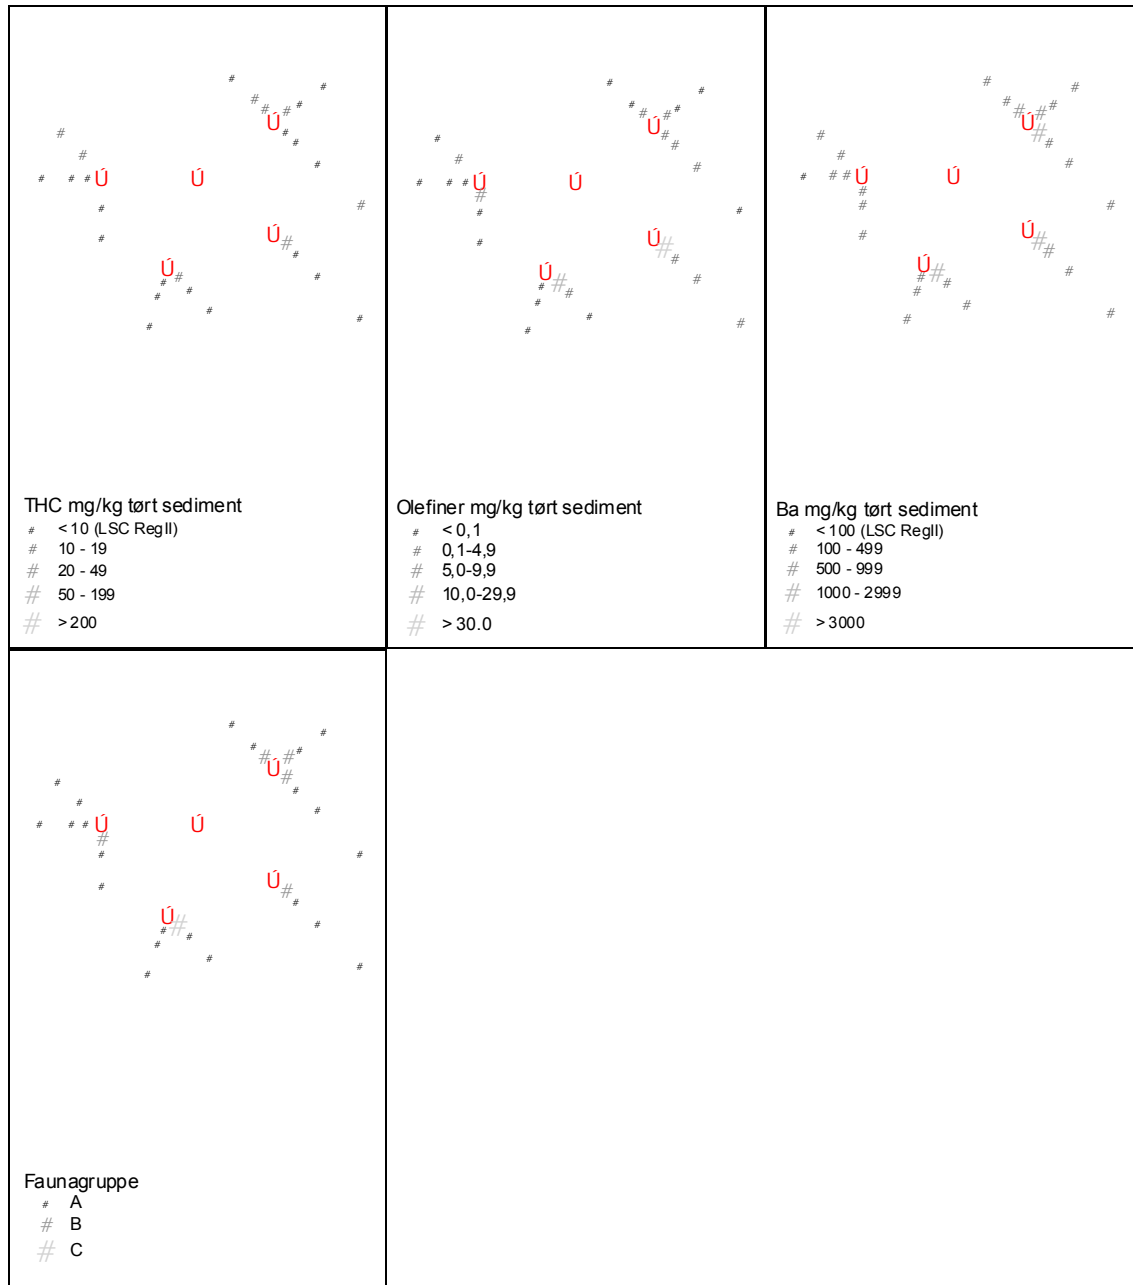 THC mg/kg tørt sediment
# < 10 (LSC RegII)
# 10 - 19
# 20 - 49
# 50 - 199
# > 200
Olefiner mg/kg tørt sediment
# < 0,1
# 0,1-4,9
# 5,0-9,9
# 10,0-29,9
# > 30.0
Ba mg/kg tørt sediment
# < 100 (LSC RegII)
# 100 - 499
# 500 - 999
# 1000 - 2999
# > 3000
Faunagruppe
# A
# B
# C